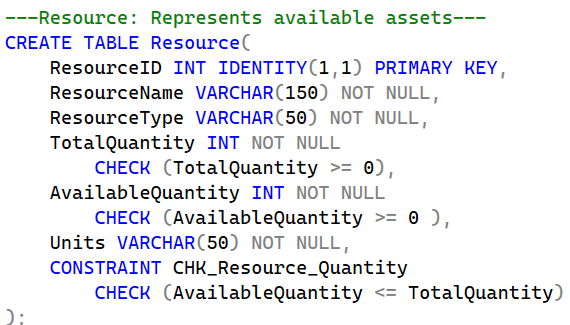 ---Resource: Represents available assets---
CREATE TABLE Resource(
    ResourceID INT IDENTITY(1,1) PRIMARY KEY,
    ResourceName VARCHAR(150) NOT NULL,
    ResourceType VARCHAR(50) NOT NULL,
    TotalQuantity INT NOT NULL
        CHECK (TotalQuantity >= 0),
    AvailableQuantity INT NOT NULL
        CHECK (AvailableQuantity >= 0 ),
    Units VARCHAR(50) NOT NULL,
    CONSTRAINT CHK_Resource_Quantity
        CHECK (AvailableQuantity <= TotalQuantity)
);